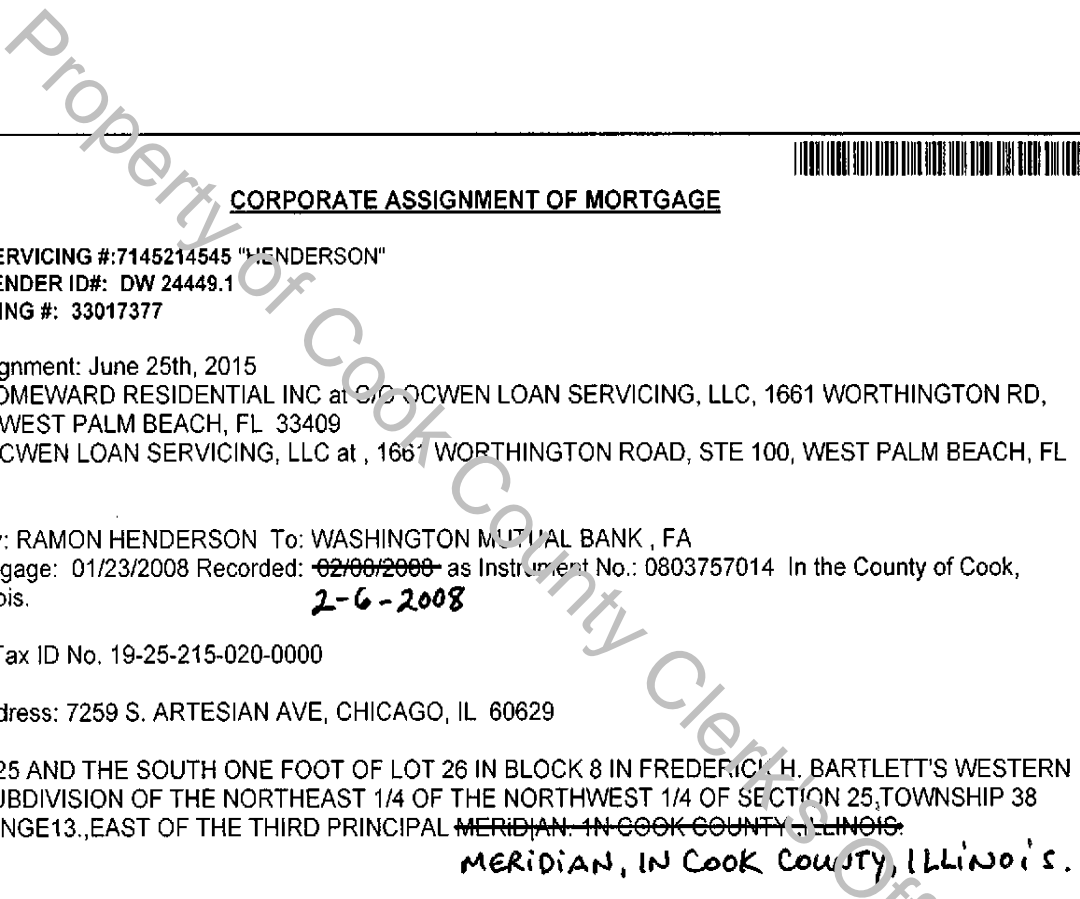 CORPORATE ASSIGNMENT OF MORTGAGE
ERVICING #:7145214545 "HENDERSON"
ENDER ID#: DW 24449.1
ING #: 33017377
gnment: June 25th, 2015
OMEWARD RESIDENTIAL INC at C/O OCWEN LOAN SERVICING, LLC, 1661 WORTHINGTON RD,
WEST PALM BEACH, FL 33409
CWEN LOAN SERVICING, LLC at , 1661 WORTHINGTON ROAD, STE 100, WEST PALM BEACH, FL
y: RAMON HENDERSON To: WASHINGTON MUTUAL BANK , FA
gage: 01/23/2008 Recorded: as Instrument No.: 0803757014 In the County of Cook,
ois.
2-6-2008
Tax ID No. 19-25-215-020-0000
dress: 7259 S. ARTESIAN AVE, CHICAGO, IL 60629
25 AND THE SOUTH ONE FOOT OF LOT 26 IN BLOCK 8 IN FREDERICK H. BARTLETT'S WESTERN
UBDIVISION OF THE NORTHEAST 1/4 OF THE NORTHWEST 1/4 OF SECTION 25,TOWNSHIP 38
NGE13.,EAST OF THE THIRD PRINCIPAL MERIDIAN. 1N COOK COUNTY , ILLINOIS.
MERIDIAN, IN COOK COUNTY, ILLINOIS.
Property of Cook County Clerk's Off